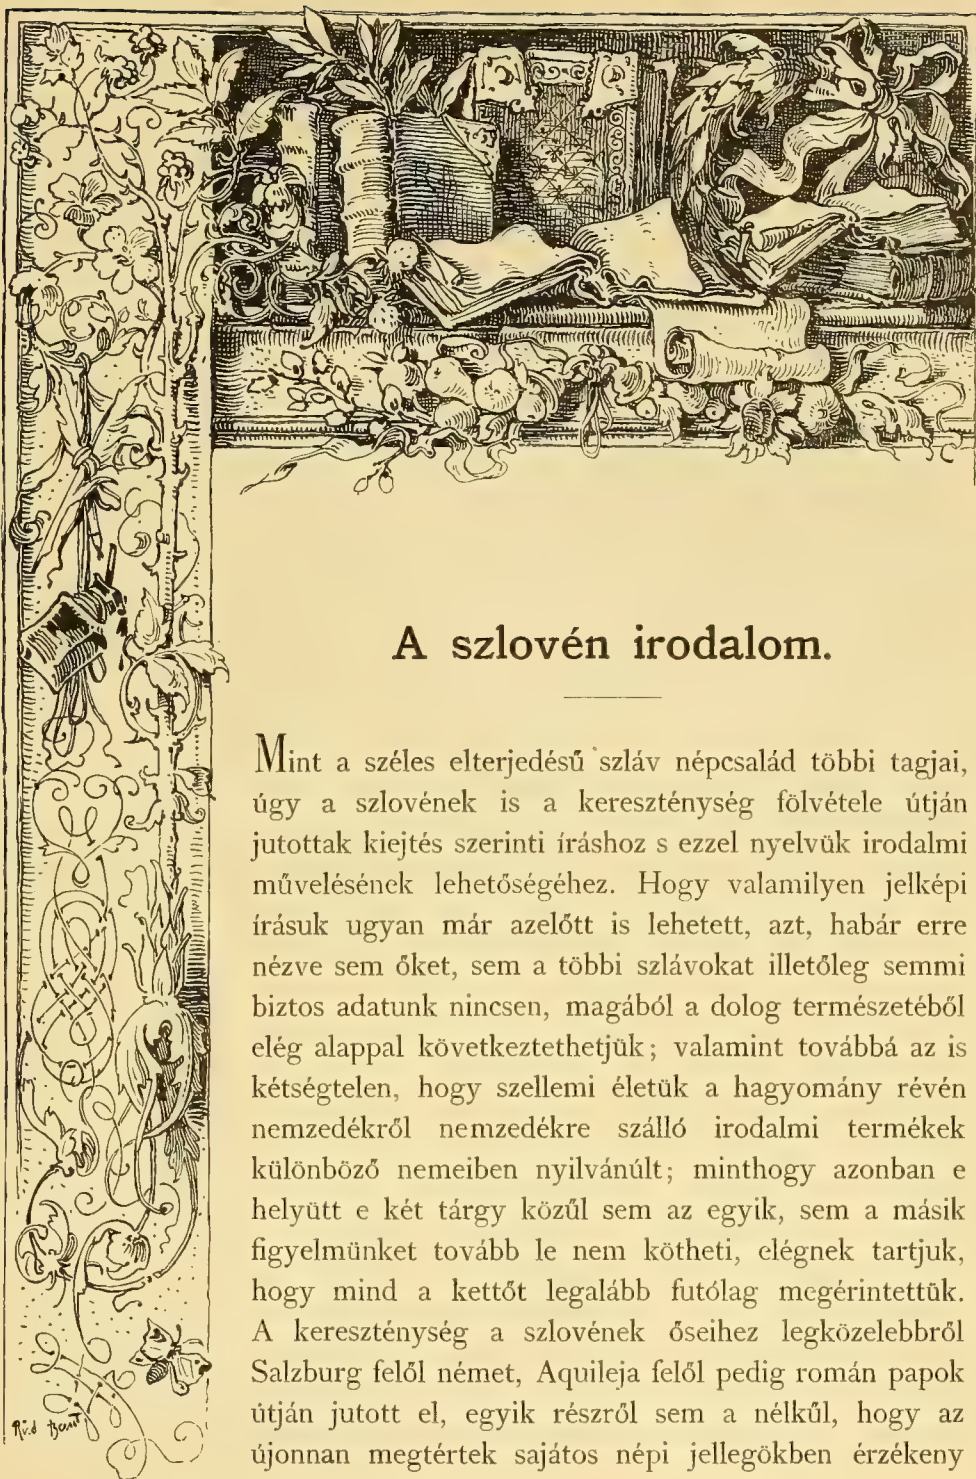 A szlovén irodalom.
Mint a széles elterjedésű szláv népcsalád többi tagjai,
úgy a szlovének is a kereszténység fölvétele útján
jutottak kiejtés szerinti íráshoz s ezzel nyelvük irodalmi
művelésének lehetőségéhez. Hogy valamilyen jelképi
írásuk ugyan már azelőtt is lehetett, azt, habár erre
nézve sem őket, sem a többi szlávokat illetőleg semmi
biztos adatunk nincsen, magából a dolog természetéből
elég alappal következtethetjük; valamint továbbá az is
kétségtelen, hogy szellemi életük a hagyomány révén
nemzedékről nemzedékre szálló irodalmi termékek
különböző nemeiben nyilvánúlt; minthogy azonban e
helyütt e két tárgy közűl sem az egyik, sem a másik
figyelmünket tovább le nem kötheti, elégnek tartjuk,
hogy mind a kettőt legalább futólag megérintettük.
A kereszténység a szlovének őseihez legközelebbről
Salzburg felől német, Aquileja felől pedig román papok
útján jutott el, egyik részről sem a nélkűl, hogy az
újonnan megtértek sajátos népi jellegökben érzékeny